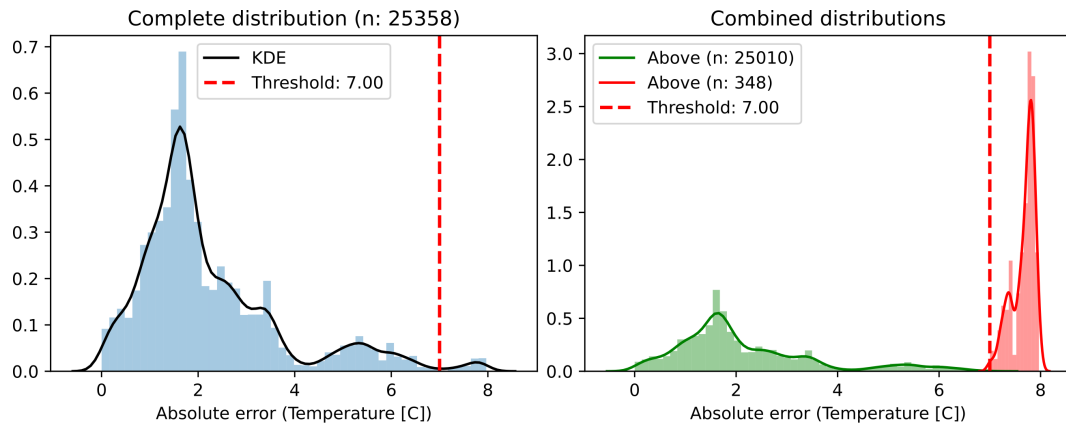 Complete distribution (n: 25358)
KDE
Threshold: 7.00
0.7
0.6
0.5
0.4
0.3
0.2
0.1
0.0
0
2
4
6
8
Absolute error (Temperature [C])
Combined distributions
Above (n: 25010)
Above (n: 348)
Threshold: 7.00
3.0
2.5
2.0
1.5
1.0
0.5
0.0
0
2
4
6
8
Absolute error (Temperature [C])